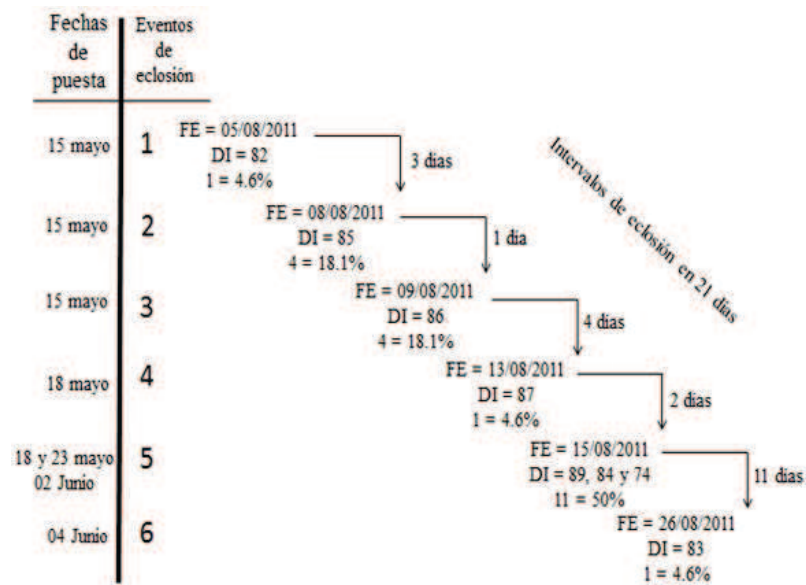 Fechas de puesta
Eventos de eclosión
15 mayo
1
FE = 05/08/2011
DI = 82
1 = 4.6%
3 dias
15 mayo
2
FE = 08/08/2011
DI = 85
4 = 18.1%
1 dia
15 mayo
3
FE = 09/08/2011
DI = 86
4 = 18.1%
4 dias
18 mayo
4
FE = 13/08/2011
DI = 87
1 = 4.6%
2 dias
18 y 23 mayo
02 Junio
5
FE = 15/08/2011
DI = 89, 84 y 74
11 = 50%
11 dias
04 Junio
6
FE = 26/08/2011
DI = 83
1 = 4.6%
Intervalos de eclosión en 21 días